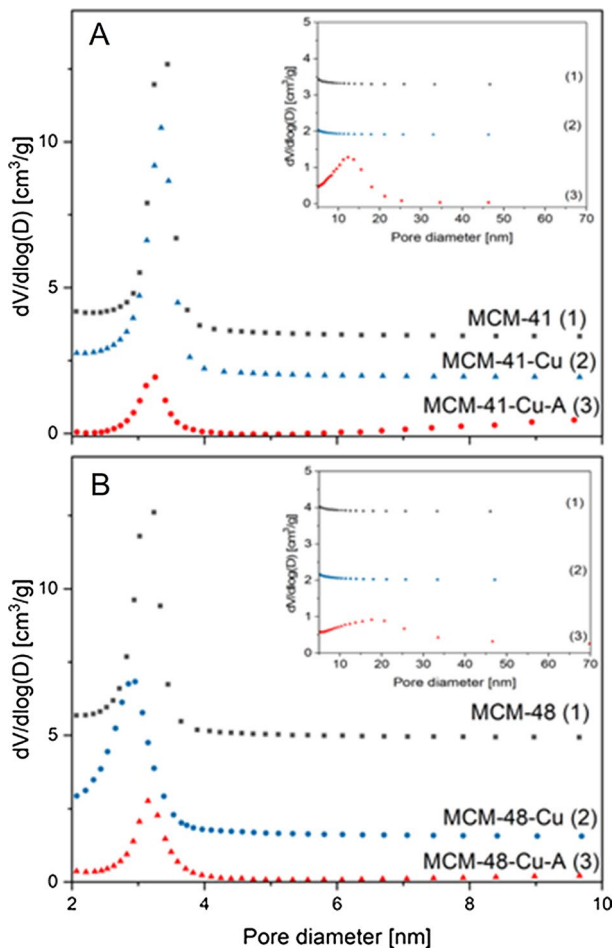 A
dV/dlog(D) [cm³/g]
10
5
0
dV/dlog(D) [cm³/g]
5
4
3
2
1
0
(1)
(2)
(3)
10 20 30 40 50 60 70
Pore diameter [nm]
MCM-41 (1)
MCM-41-Cu (2)
MCM-41-Cu-A (3)
B
dV/dlog(D) [cm³/g]
10
5
0
dV/dlog(D) [cm³/g]
5
4
3
2
1
0
(1)
(2)
(3)
10 20 30 40 50 60 70
Pore diameter [nm]
MCM-48 (1)
MCM-48-Cu (2)
MCM-48-Cu-A (3)
2 4 6 8 10
Pore diameter [nm]